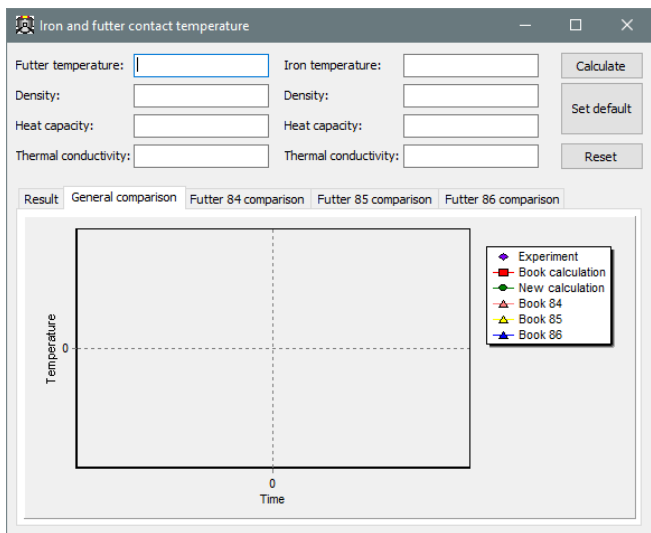 Iron and futter contact temperature
Futter temperature: Iron temperature: Calculate
Density: Density: Set default
Heat capacity: Heat capacity:
Thermal conductivity: Thermal conductivity: Reset
Result General comparison Futter 84 comparison Futter 85 comparison Futter 86 comparison
Experiment
Book calculation
New calculation
Book 84
Book 85
Book 86
Temperature
0
0
Time